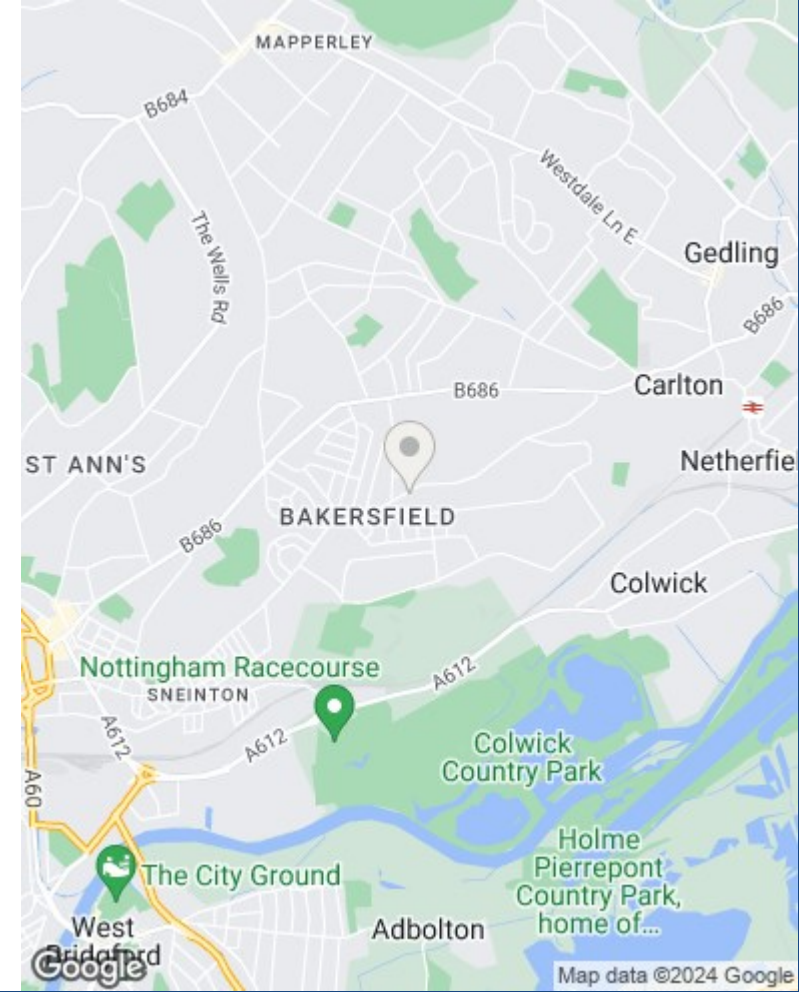 MAPPERLEY
B684
Westdale Ln E
The Wells Rd
Gedling
B686
B686
Carlton
ST ANN'S
Netherfiel
BAKERSFIELD
B686
Colwick
Nottingham Racecourse
SNEINTON
A612
A612
A612
Colwick
Country Park
A60
Holme
Pierrepont
Country Park,
home of...
The City Ground
West
Bridgford
Adbolton
Google
Map data ©2024 Google